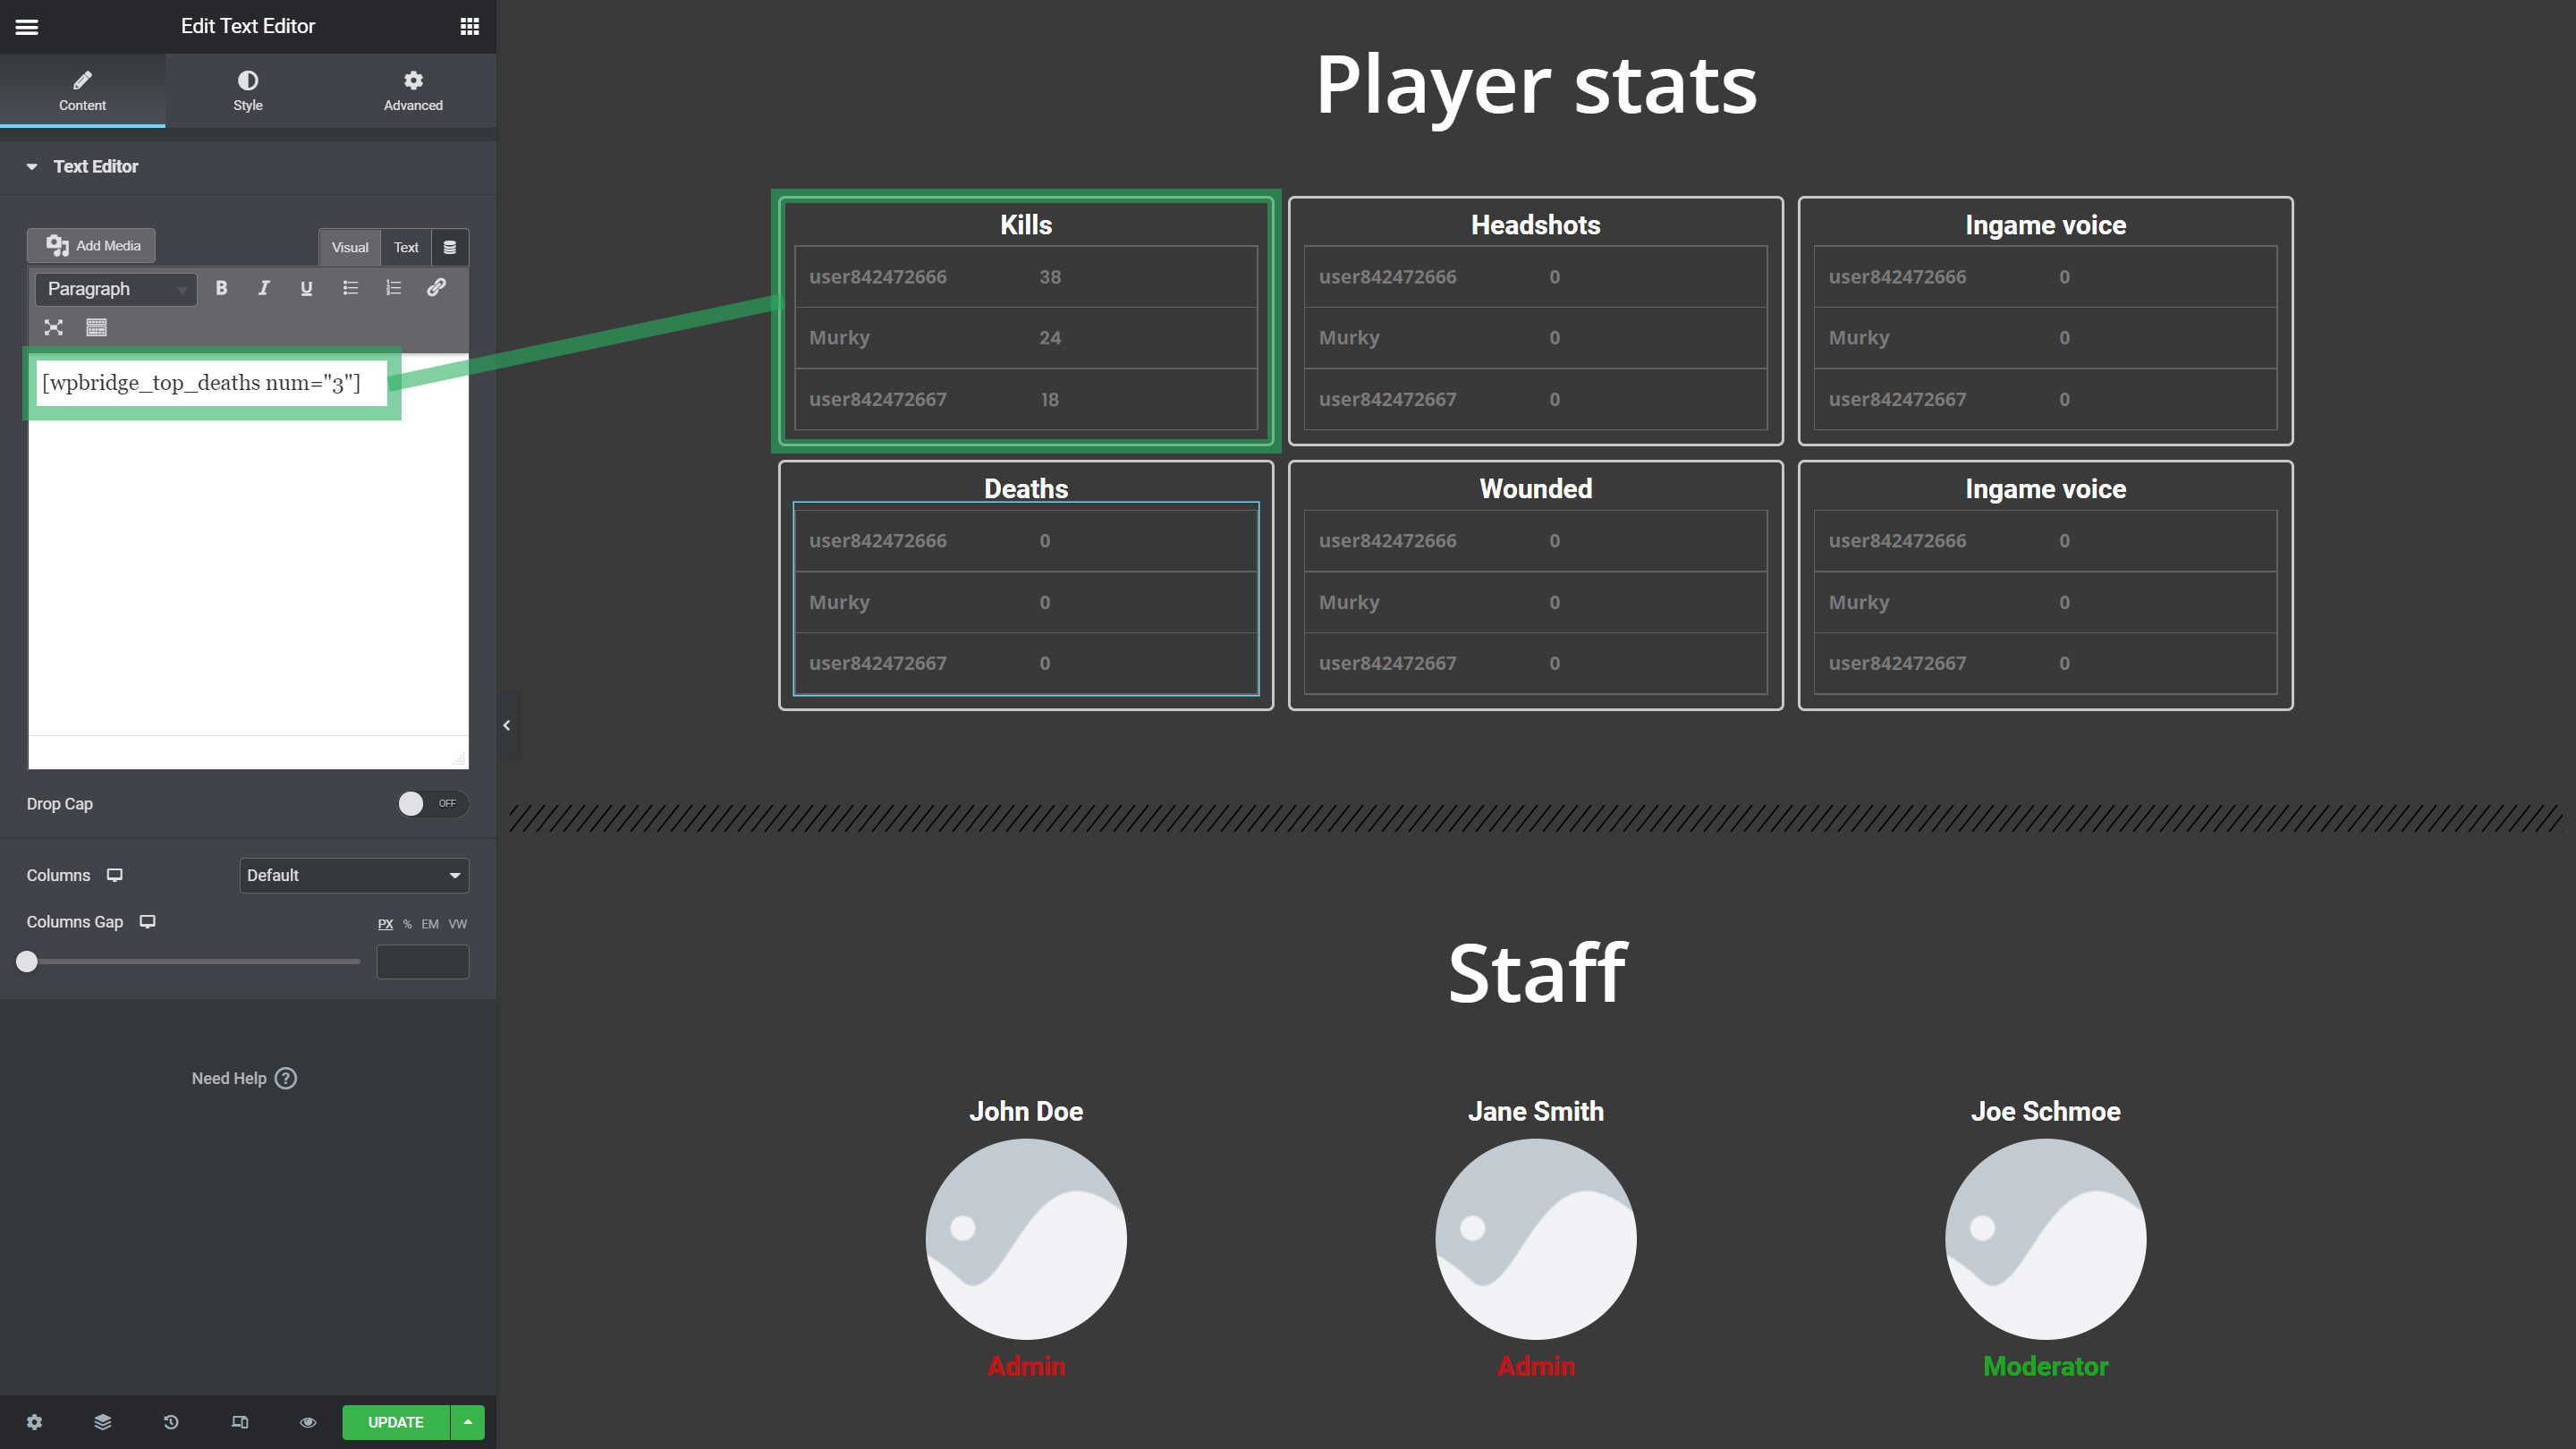 Edit Text Editor
Content
Style
Advanced
Text Editor
Add Media
Visual
Text
Paragraph
B
I
U
[wpbridge_top_deaths num="3"]
Drop Cap
OFF
Columns
Default
Columns Gap
PX % EM VW
Need Help ?
UPDATE
Player stats
Kills
user842472666 38
Murky 24
user842472667 18
Headshots
user842472666 0
Murky 0
user842472667 0
Ingame voice
user842472666 0
Murky 0
user842472667 0
Deaths
user842472666 0
Murky 0
user842472667 0
Wounded
user842472666 0
Murky 0
user842472667 0
Ingame voice
user842472666 0
Murky 0
user842472667 0
Staff
John Doe
Admin
Jane Smith
Admin
Joe Schmoe
Moderator